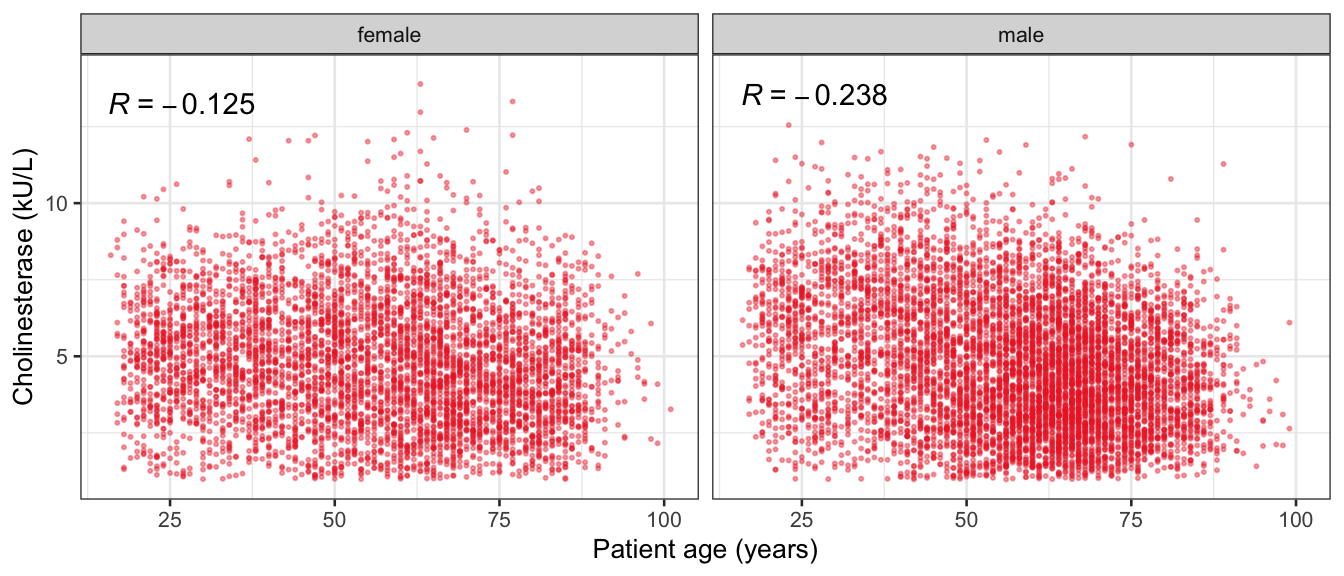 female
male
R = −0.125
R = −0.238
Cholinesterase (kU/L)
10
5
25 50 75 100
25 50 75 100
Patient age (years)